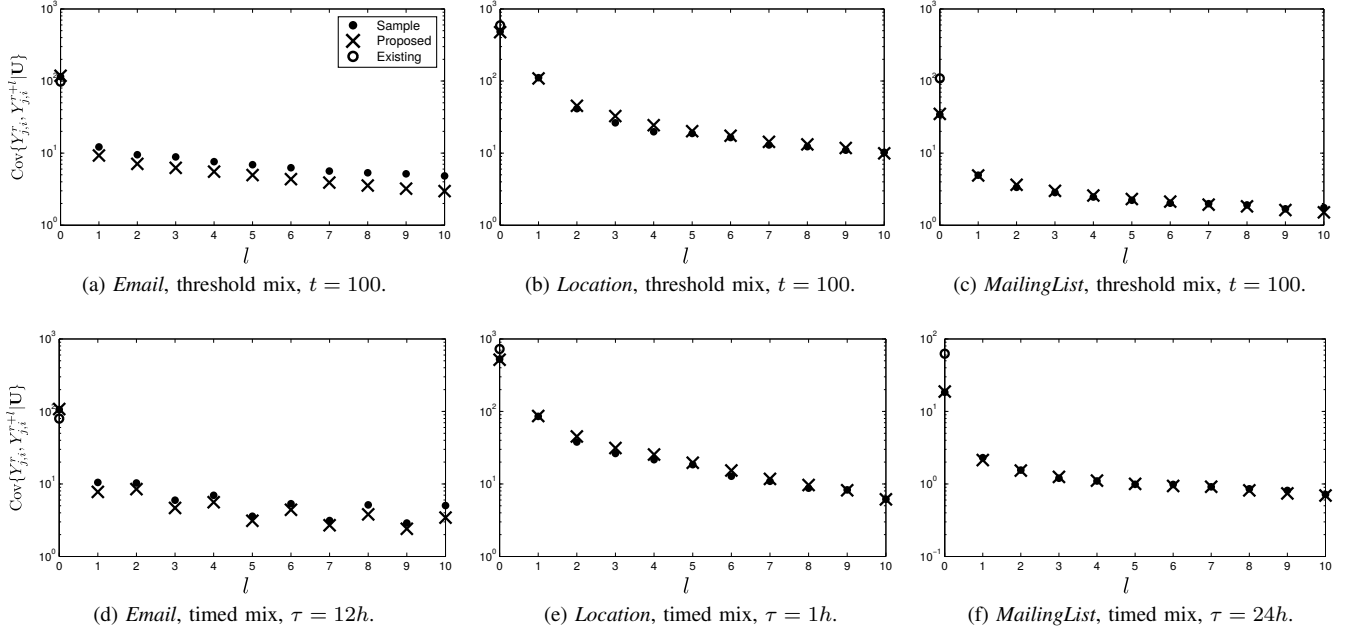 10³
10²
10¹
10⁰
Cov{Y^r_{j,i}, Y^{r+l}_{j,i}|U}
Sample
Proposed
Existing
0 1 2 3 4 5 6 7 8 9 10
l
(a) Email, threshold mix, t = 100.
10³
10²
10¹
10⁰
0 1 2 3 4 5 6 7 8 9 10
l
(b) Location, threshold mix, t = 100.
10³
10²
10¹
10⁰
0 1 2 3 4 5 6 7 8 9 10
l
(c) MailingList, threshold mix, t = 100.
10³
10²
10¹
10⁰
Cov{Y^r_{j,i}, Y^{r+l}_{j,i}|U}
0 1 2 3 4 5 6 7 8 9 10
l
(d) Email, timed mix, τ = 12h.
10³
10²
10¹
10⁰
0 1 2 3 4 5 6 7 8 9 10
l
(e) Location, timed mix, τ = 1h.
10²
10¹
10⁰
10⁻¹
0 1 2 3 4 5 6 7 8 9 10
l
(f) MailingList, timed mix, τ = 24h.